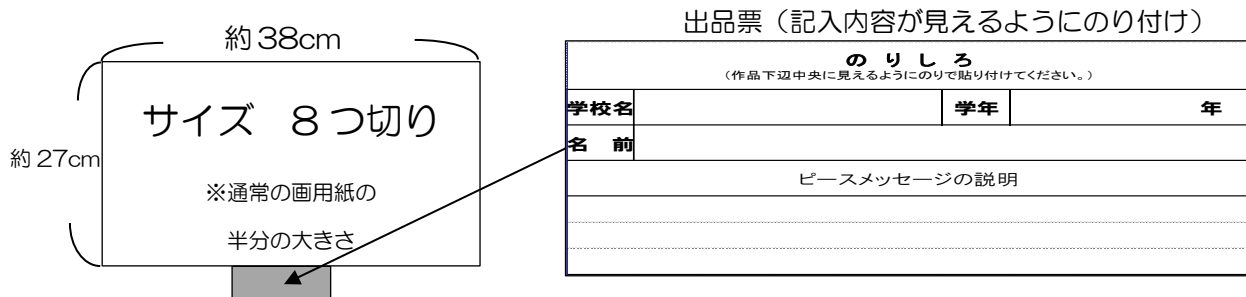 約38cm
サイズ 8つ切り
約27cm
※通常の画用紙の
半分の大きさ
出品票（記入内容が見えるようにのり付け）
のりしろ
（作品下辺中央に見えるようにのりで貼り付けてください。）
学校名 学年 年
名 前
ピースメッセージの説明